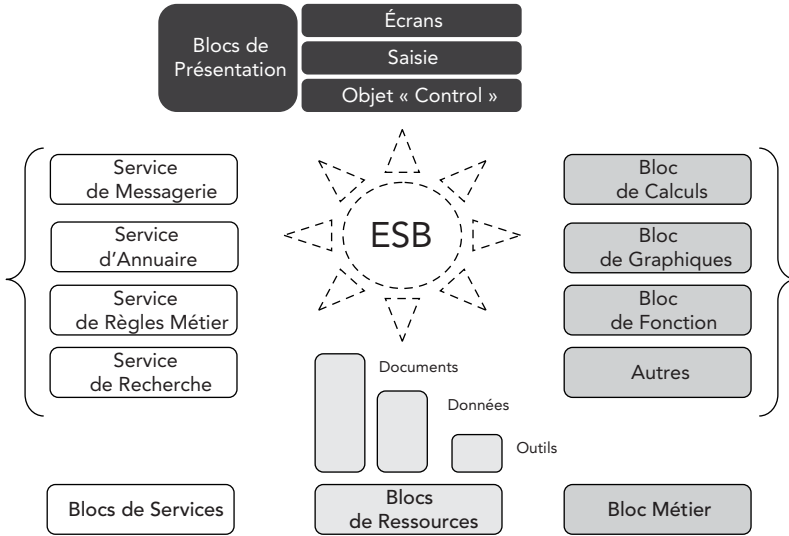 Blocs de
Présentation
Écrans
Saisie
Objet « Control »
Service
de Messagerie
Service
d'Annuaire
Service
de Règles Métier
Service
de Recherche
ESB
Bloc
de Calculs
Bloc
de Graphiques
Bloc
de Fonction
Autres
Documents
Données
Outils
Blocs de Services
Blocs
de Ressources
Bloc Métier